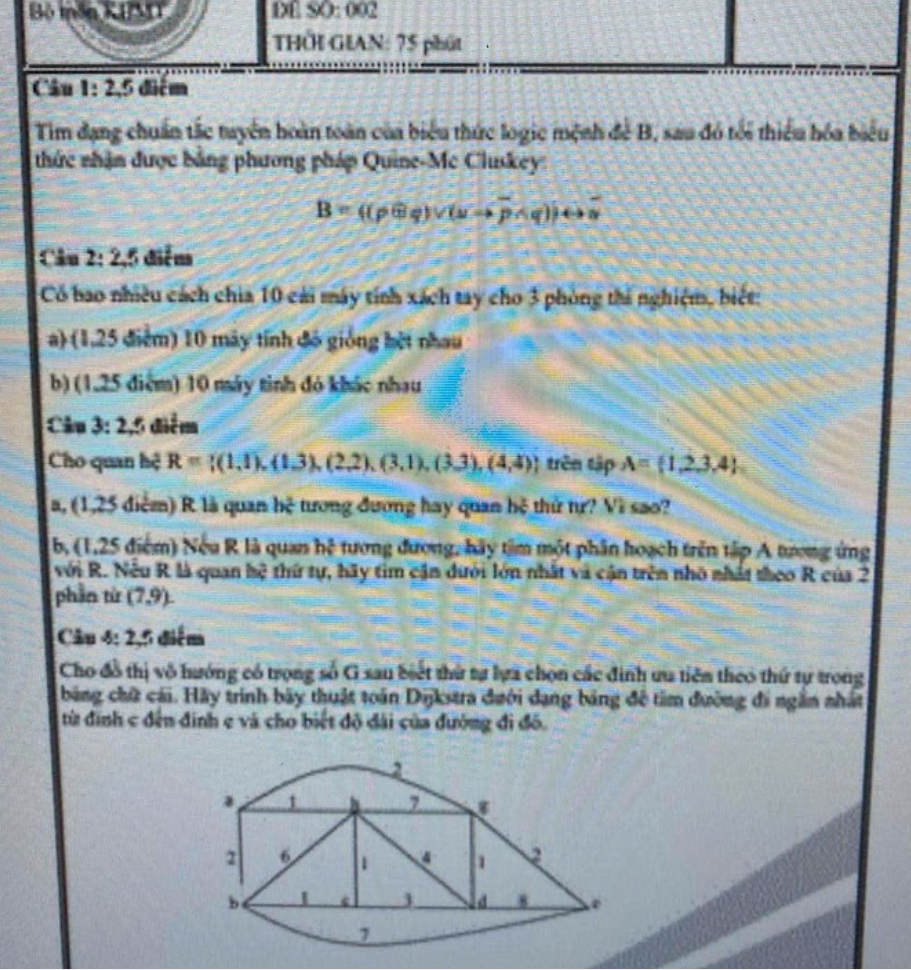 Bộ môn KHMT
ĐỀ SỐ: 002
THỜI GIAN: 75 phút
Câu 1: 2,5 điểm
Tìm dạng chuẩn tắc tuyển hoàn toàn của biểu thức logic mệnh đề B, sau đó tối thiểu hóa biểu
thức nhận được bằng phương pháp Quine-Mc Cluskey:
B = ((p ⊕ q) ∨ (u → p̅ ∧ q)) ↔ u̅
Câu 2: 2,5 điểm
Có bao nhiêu cách chia 10 cái máy tính xách tay cho 3 phòng thí nghiệm, biết:
a) (1,25 điểm) 10 máy tính đó giống hệt nhau
b) (1,25 điểm) 10 máy tính đó khác nhau
Câu 3: 2,5 điểm
Cho quan hệ R = {(1,1), (1,3), (2,2), (3,1), (3,3), (4,4)} trên tập A= {1,2,3,4}.
a, (1,25 điểm) R là quan hệ tương đương hay quan hệ thứ tự? Vì sao?
b, (1,25 điểm) Nếu R là quan hệ tương đương, hãy tìm một phân hoạch trên tập A tương ứng
với R. Nếu R là quan hệ thứ tự, hãy tìm cận dưới lớn nhất và cận trên nhỏ nhất theo R của 2
phần tử (7,9).
Câu 4: 2,5 điểm
Cho đồ thị vô hướng có trọng số G sau biết thứ tự lựa chọn các đỉnh ưu tiên theo thứ tự trong
bảng chữ cái. Hãy trình bày thuật toán Dijkstra dưới dạng bảng để tìm đường đi ngắn nhất
từ đỉnh c đến đỉnh e và cho biết độ dài của đường đi đó.
2
a 1 h 7 g
2 6 1 4 1 2
b 1 c 3 d 8 e
7